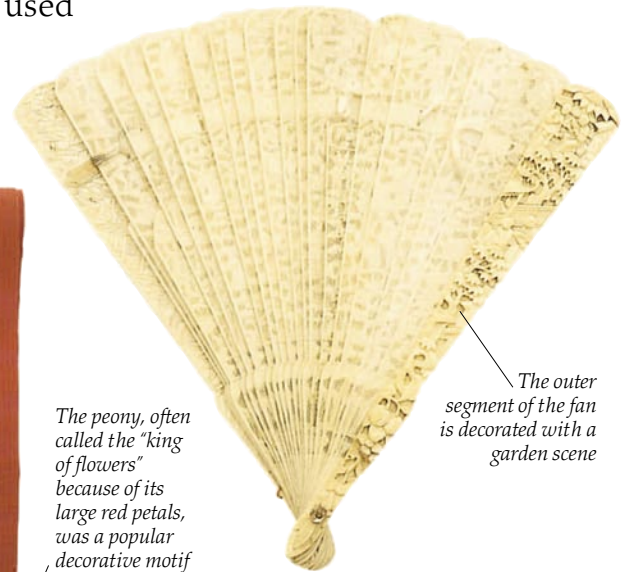 used
The peony, often
called the “king
of flowers”
because of its
large red petals,
was a popular
decorative motif
The outer
segment of the fan
is decorated with a
garden scene